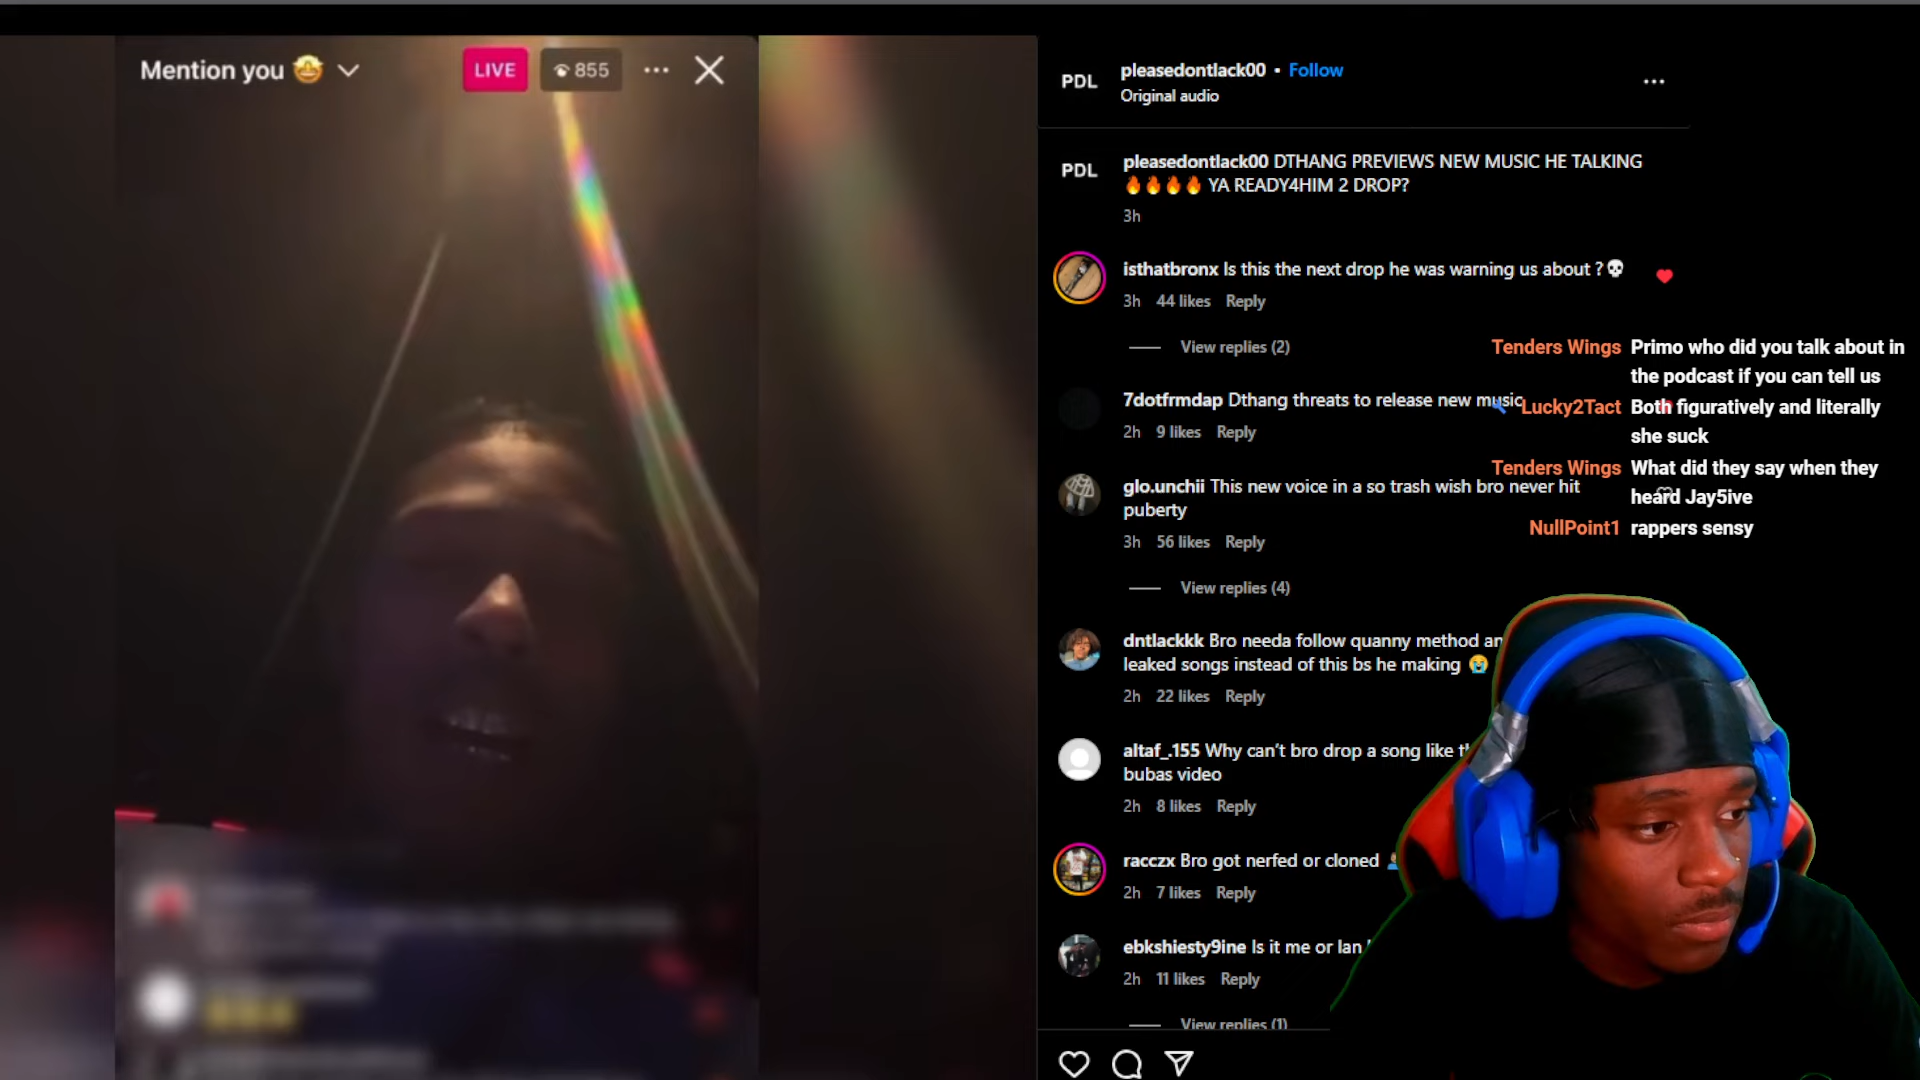 Mention you 🤩
LIVE
855
PDL
pleasedontlack00 • Follow
Original audio
PDL
pleasedontlack00 DTHANG PREVIEWS NEW MUSIC HE TALKING
🔥🔥🔥🔥 YA READY4HIM 2 DROP?
3h
isthatbronx Is this the next drop he was warning us about ?💀
3h 44 likes Reply
View replies (2)
7dotfrmdap Dthang threats to release new music
2h 9 likes Reply
glo.unchii This new voice in a so trash wish bro never hit
puberty
3h 56 likes Reply
View replies (4)
dntlackkk Bro needa follow quanny method an
leaked songs instead of this bs he making 😭
2h 22 likes Reply
altaf_.155 Why can't bro drop a song like
bubas video
2h 8 likes Reply
racczx Bro got nerfed or cloned
2h 7 likes Reply
ebkshiesty9ine Is it me or
2h 11 likes Reply
View replies (1)
Tenders Wings Primo who did you talk about in
the podcast if you can tell us
Lucky2Tact Both figuratively and literally
she suck
Tenders Wings What did they say when they
heard Jay5ive
NullPoint1 rappers sensy